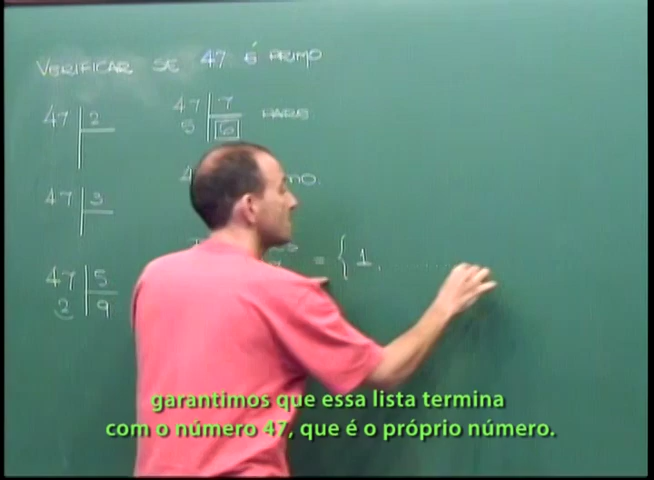 VERIFICAR SE 47 É PRIMO
47 | 2
47 | 7
5 | 6
PARAR
47 | 3
MO.
= { 1, ........
47 | 5
2 | 9
garantimos que essa lista termina
com o número 47, que é o próprio número.